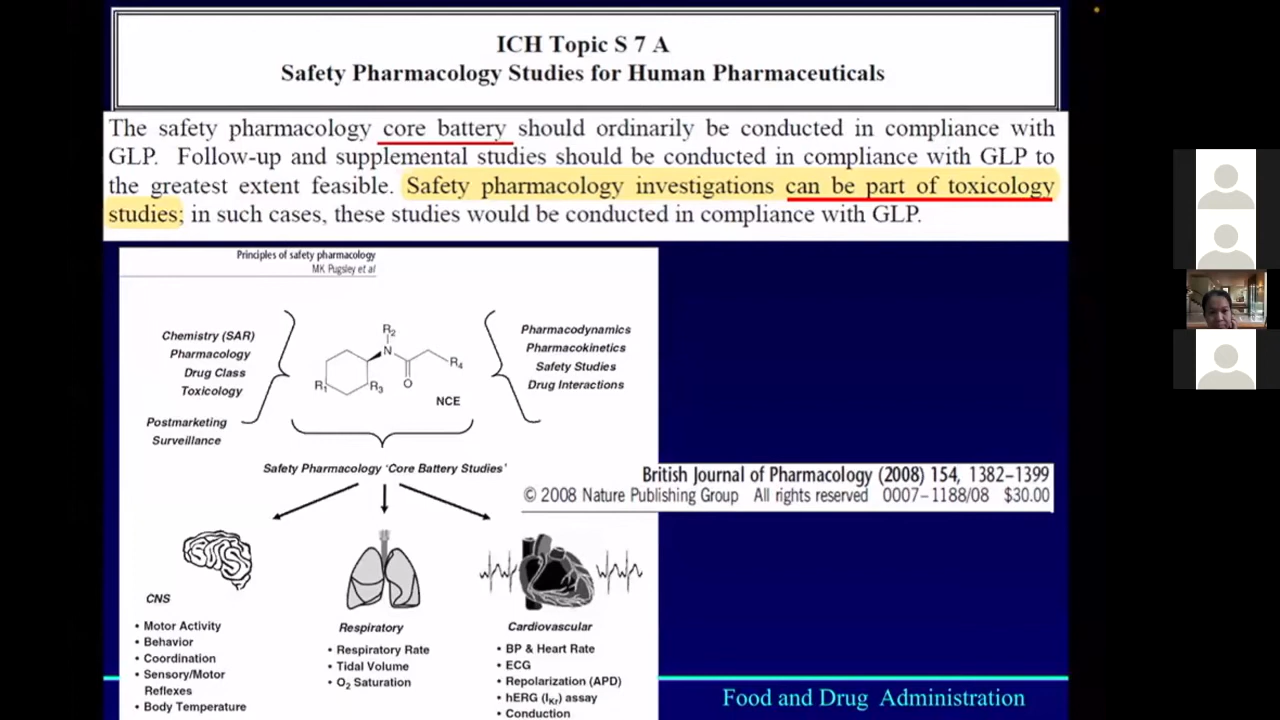 ICH Topic S 7 A
Safety Pharmacology Studies for Human Pharmaceuticals
The safety pharmacology core battery should ordinarily be conducted in compliance with
GLP. Follow-up and supplemental studies should be conducted in compliance with GLP to
the greatest extent feasible. Safety pharmacology investigations can be part of toxicology
studies; in such cases, these studies would be conducted in compliance with GLP.
Principles of safety pharmacology
MK Pugsley et al
Chemistry (SAR)
Pharmacology
Drug Class
Toxicology
Postmarketing
Surveillance
R2
N
R4
R1
R3
O
NCE
Pharmacodynamics
Pharmacokinetics
Safety Studies
Drug Interactions
Safety Pharmacology 'Core Battery Studies'
British Journal of Pharmacology (2008) 154, 1382–1399
© 2008 Nature Publishing Group All rights reserved 0007–1188/08 $30.00
CNS
• Motor Activity
• Behavior
• Coordination
• Sensory/Motor
Reflexes
• Body Temperature
Respiratory
• Respiratory Rate
• Tidal Volume
• O2 Saturation
Cardiovascular
• BP & Heart Rate
• ECG
• Repolarization (APD)
• hERG (IKr) assay
• Conduction
Food and Drug Administration